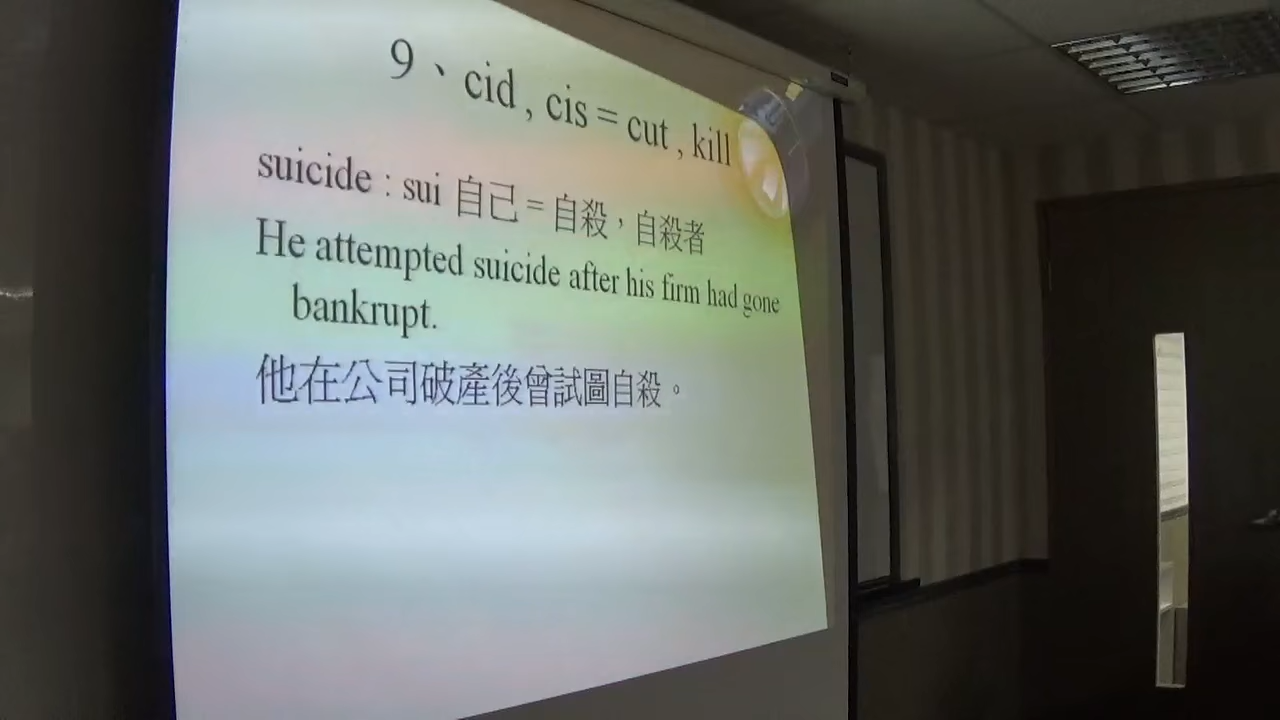 9、cid , cis = cut , kill
suicide : sui 自己 = 自殺，自殺者
He attempted suicide after his firm had gone
bankrupt.
他在公司破產後曾試圖自殺。